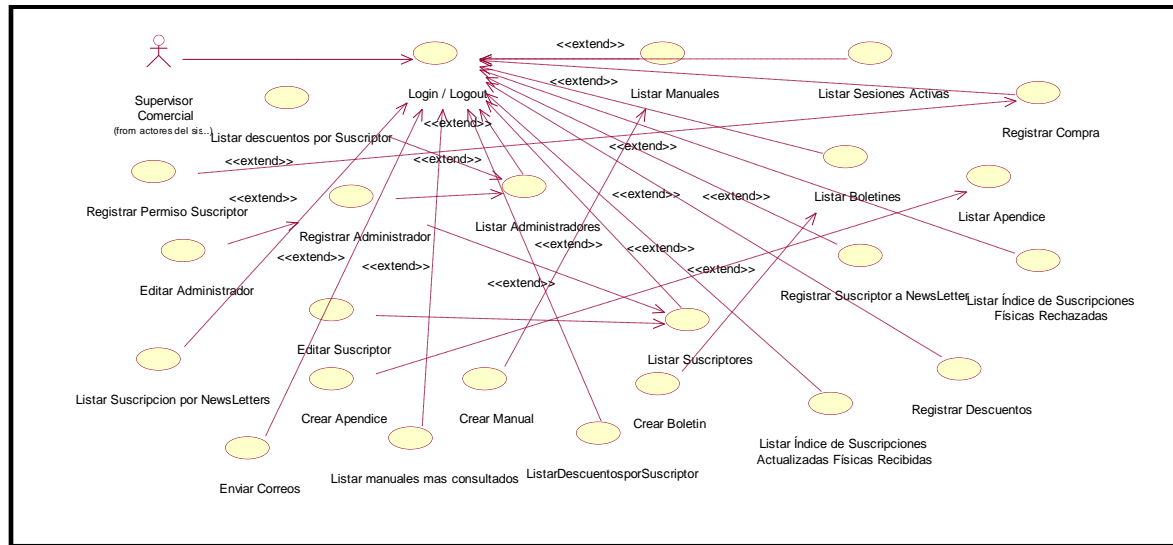 <<extend>>
<<extend>>
Supervisor
Comercial
(from actores del sis...)
Login / Logout
Listar Manuales
Listar Sesiones Activas
<<extend>>
Registrar Compra
Listar descuentos por Suscriptor
<<extend>>
<<extend>>
<<extend>>
<<extend>>
Registrar Permiso Suscriptor
<<extend>>
<<extend>>
<<extend>>
Listar Boletines
Listar Apendice
Registrar Administrador
Listar Administradores
<<extend>>
<<extend>>
<<extend>>
<<extend>>
<<extend>>
<<extend>>
Editar Administrador
Registrar Suscriptor a NewsLetter
Listar Índice de Suscripciones
Físicas Rechazadas
Editar Suscriptor
Listar Suscriptores
Listar Suscripcion por NewsLetters
Crear Apendice
Crear Manual
Crear Boletin
Registrar Descuentos
Listar Índice de Suscripciones
Actualizadas Físicas Recibidas
Enviar Correos
Listar manuales mas consultados
ListarDescuentosporSuscriptor